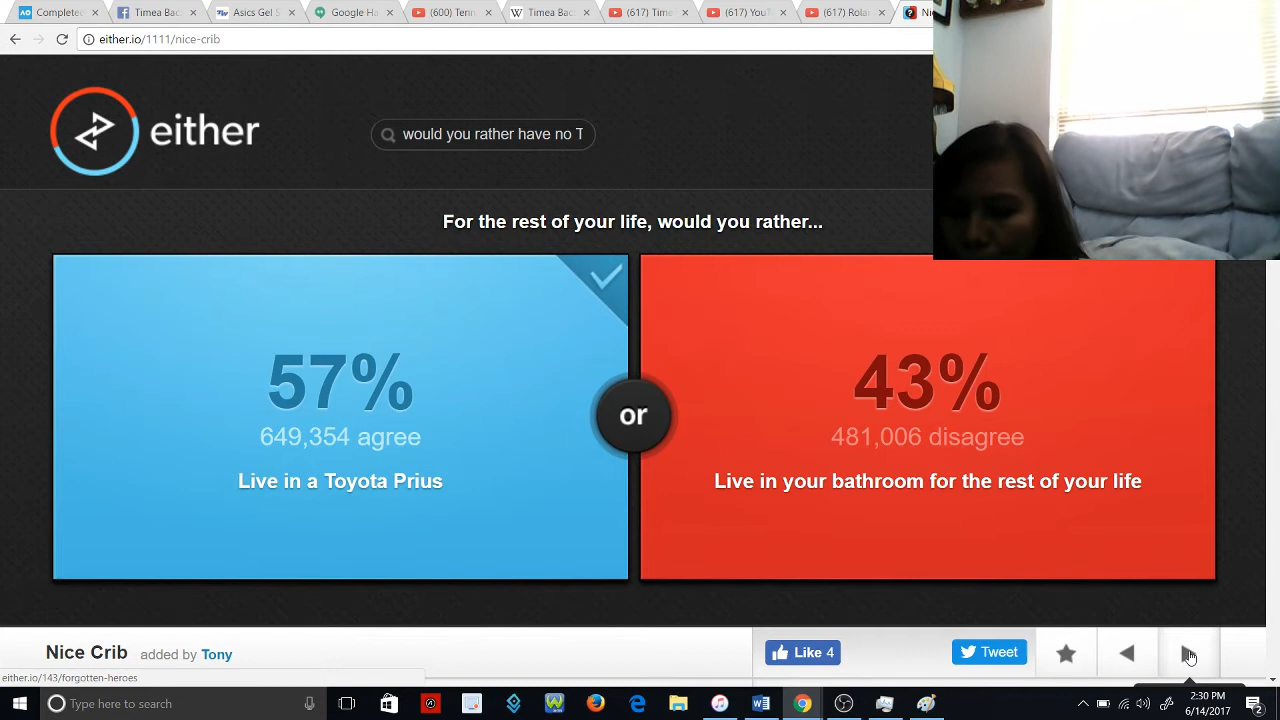 Completec
Timea Bac
Asics Gel S
Google Ha
(600) Tenn
Timea Bac
(617) Time
(617) You
(617) Rolar
Ni
either.io/1111/nice-crib
either
would you rather have no T
For the rest of your life, would you rather...
57%
649,354 agree
Live in a Toyota Prius
or
43%
481,006 disagree
Live in your bathroom for the rest of your life
Nice Crib added by Tony
Like 4
Tweet
either.io/143/forgotten-heroes
Type here to search
2:30 PM
6/14/2017
2